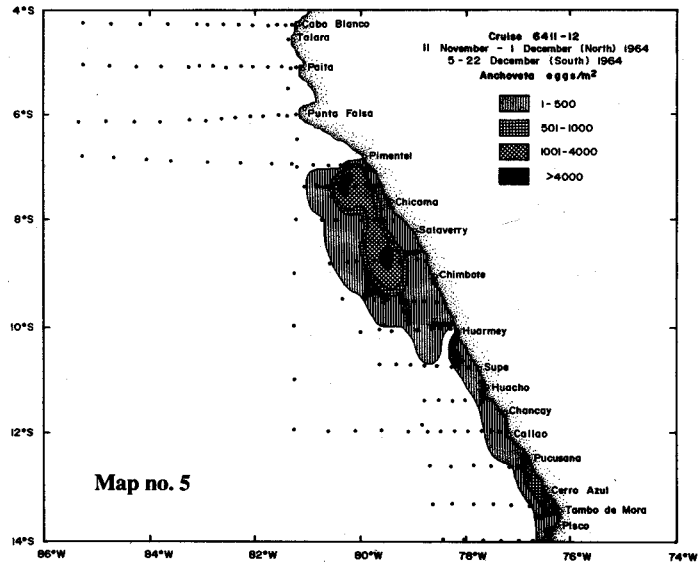 Cruise 6411-12
11 November - 1 December (North) 1964
5-22 December (South) 1964
Anchoveta eggs/m²
1-500
501-1000
1001-4000
>4000
4°S
6°S
8°S
10°S
12°S
14°S
Cabo Blanco
Talara
Paita
Punta Falsa
Pimentel
Chicama
Salaverry
Chimbote
Huarmey
Supe
Huacho
Chancay
Callao
Pucusana
Cerro Azul
Tambo de Mora
Pisco
Map no. 5
86°W
84°W
82°W
80°W
78°W
76°W
74°W